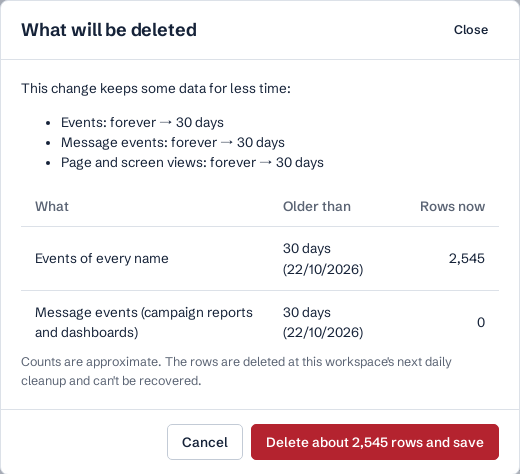 What will be deleted
Close
This change keeps some data for less time:
• Events: forever → 30 days
• Message events: forever → 30 days
• Page and screen views: forever → 30 days
What Older than Rows now
Events of every name 30 days (22/10/2026) 2,545
Message events (campaign reports and dashboards) 30 days (22/10/2026) 0
Counts are approximate. The rows are deleted at this workspace's next daily
cleanup and can't be recovered.
Cancel
Delete about 2,545 rows and save